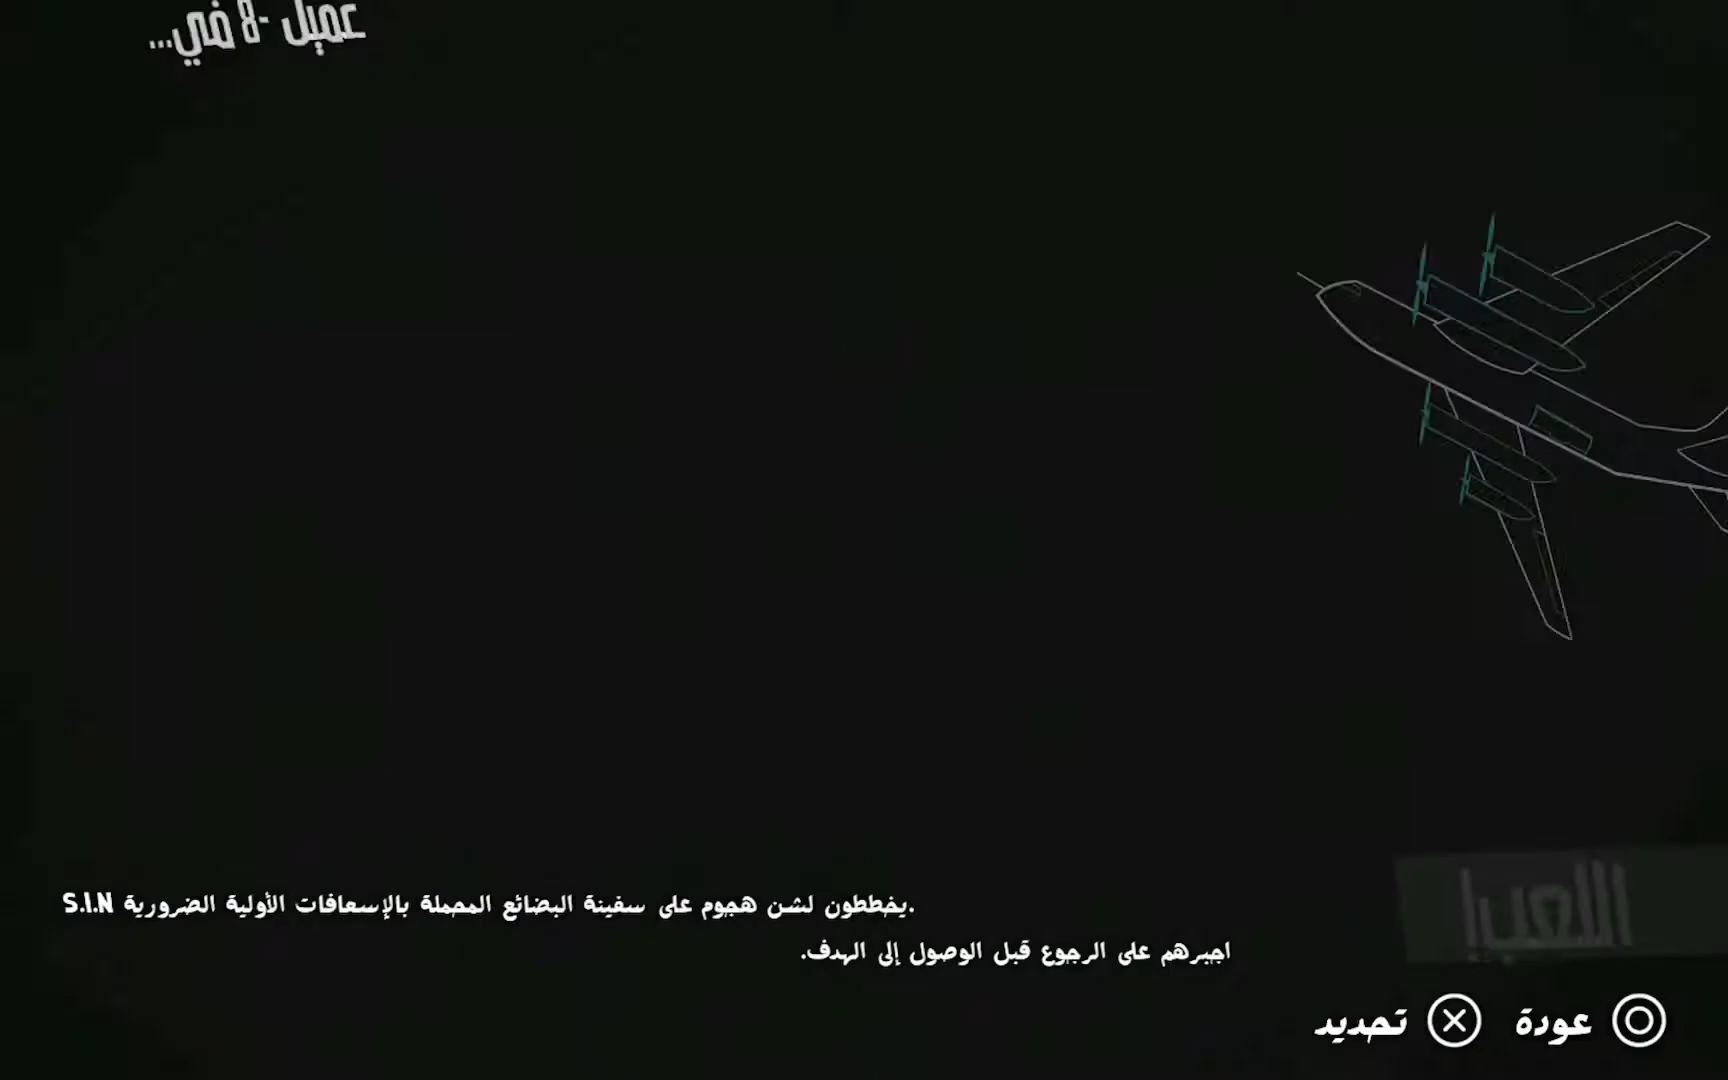 عميل -8 في...
S.I.N يخططون لشن هجوم على سفينة البضائع المحملة بالإسعافات الأولية الضرورية.
اجبرهم على الرجوع قبل الوصول إلى الهدف.
اللعب!
عودة
تحديد